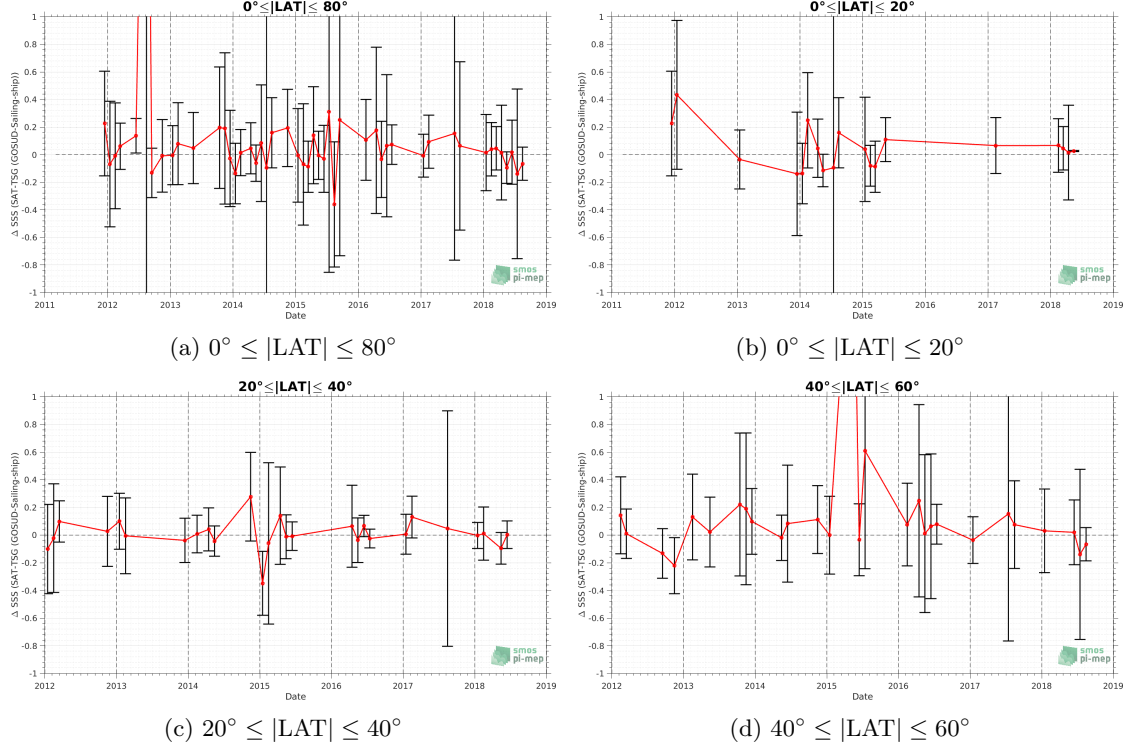 0°≤|LAT|≤ 80°
Δ SSS (SAT-TSG (GOSUD-Sailing-ship))
1
0.8
0.6
0.4
0.2
0
-0.2
-0.4
-0.6
-0.8
-1
smos
pi-mep
2011 2012 2013 2014 2015 2016 2017 2018 2019
Date
(a) 0° ≤ |LAT| ≤ 80°
0°≤|LAT|≤ 20°
Δ SSS (SAT-TSG (GOSUD-Sailing-ship))
1
0.8
0.6
0.4
0.2
0
-0.2
-0.4
-0.6
-0.8
-1
smos
pi-mep
2011 2012 2013 2014 2015 2016 2017 2018 2019
Date
(b) 0° ≤ |LAT| ≤ 20°
20°≤|LAT|≤ 40°
Δ SSS (SAT-TSG (GOSUD-Sailing-ship))
1
0.8
0.6
0.4
0.2
0
-0.2
-0.4
-0.6
-0.8
-1
smos
pi-mep
2012 2013 2014 2015 2016 2017 2018 2019
Date
(c) 20° ≤ |LAT| ≤ 40°
40°≤|LAT|≤ 60°
Δ SSS (SAT-TSG (GOSUD-Sailing-ship))
1
0.8
0.6
0.4
0.2
0
-0.2
-0.4
-0.6
-0.8
-1
smos
pi-mep
2012 2013 2014 2015 2016 2017 2018 2019
Date
(d) 40° ≤ |LAT| ≤ 60°